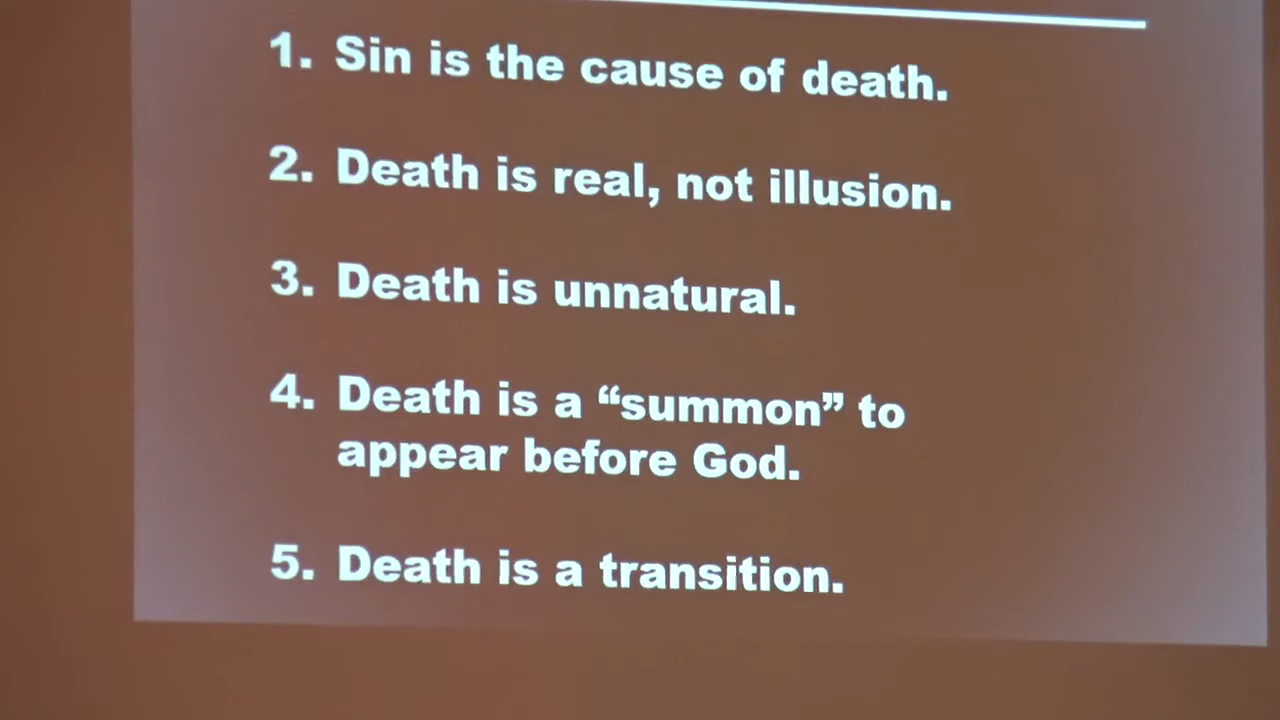 1. Sin is the cause of death.
2. Death is real, not illusion.
3. Death is unnatural.
4. Death is a “summon” to
appear before God.
5. Death is a transition.